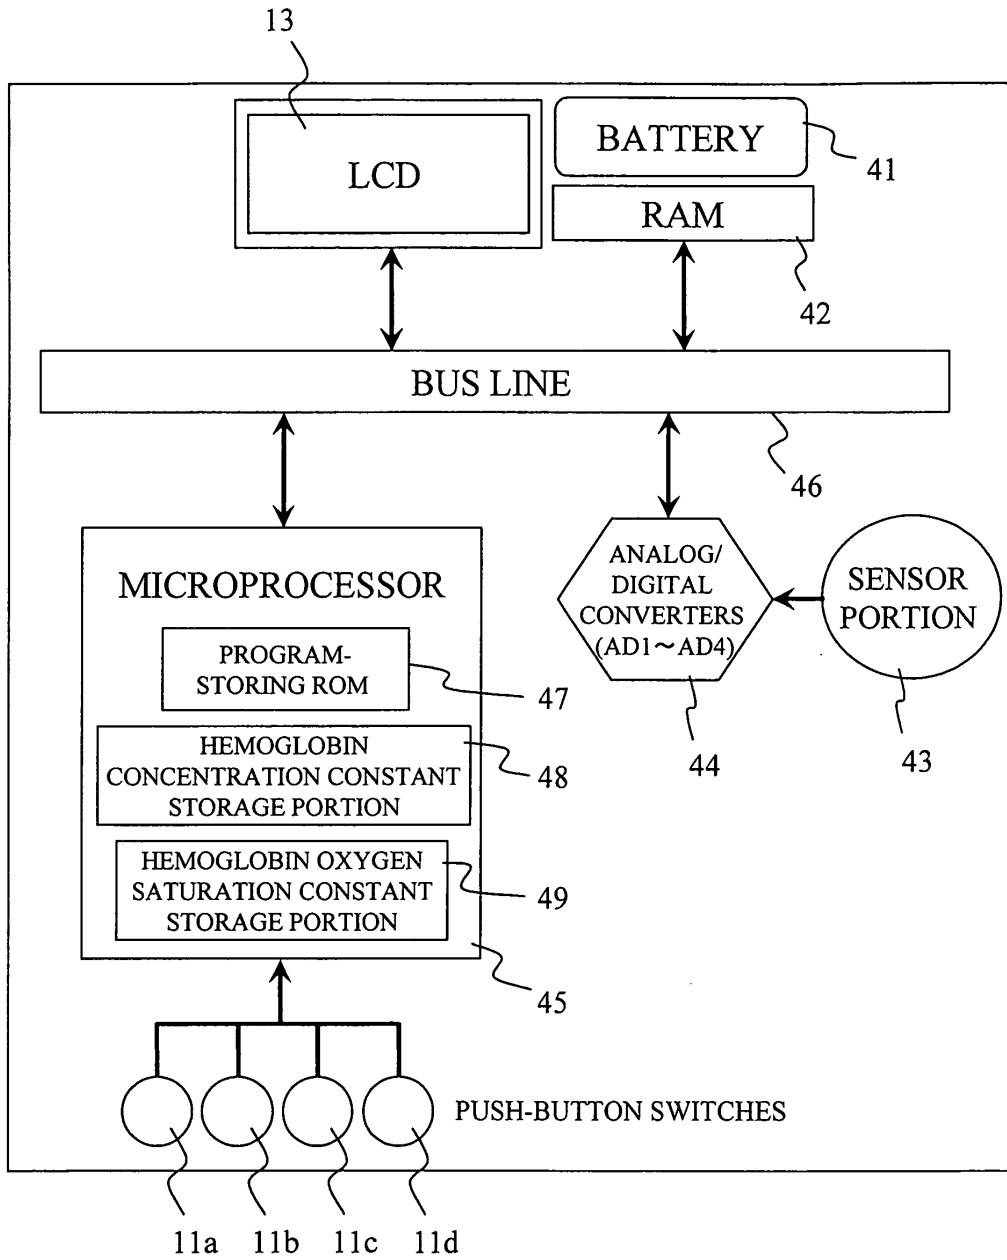 13
LCD
BATTERY
41
RAM
42
BUS LINE
46
MICROPROCESSOR
PROGRAM-
STORING ROM
47
HEMOGLOBIN
CONCENTRATION CONSTANT
STORAGE PORTION
48
HEMOGLOBIN OXYGEN
SATURATION CONSTANT
STORAGE PORTION
49
45
ANALOG/
DIGITAL
CONVERTERS
(AD1～AD4)
44
SENSOR
PORTION
43
PUSH-BUTTON SWITCHES
11a
11b
11c
11d